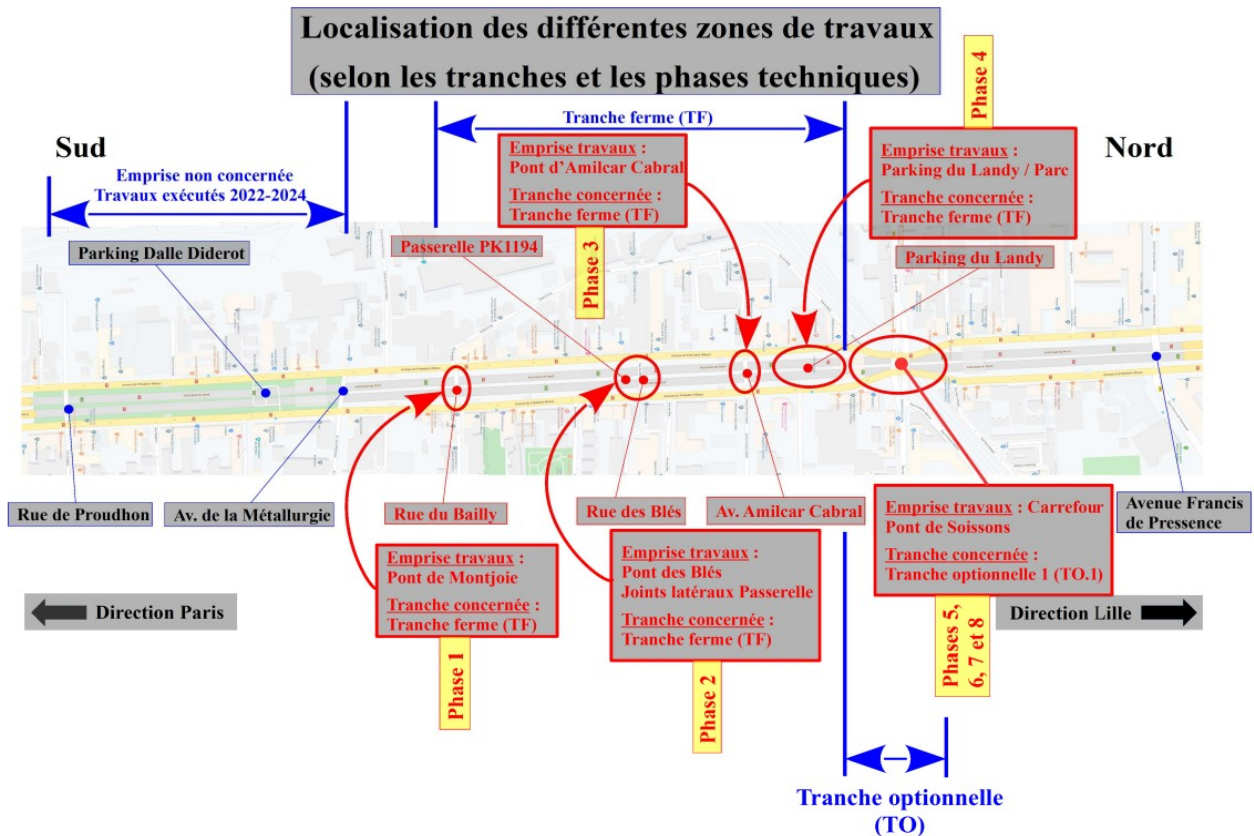 Localisation des différentes zones de travaux
(selon les tranches et les phases techniques)
Phase 4
Tranche ferme (TF)
Sud
Nord
Emprise non concernée
Travaux exécutés 2022-2024
Emprise travaux :
Pont d'Amilcar Cabral
Tranche concernée :
Tranche ferme (TF)
Phase 3
Emprise travaux :
Parking du Landy / Parc
Tranche concernée :
Tranche ferme (TF)
Parking Dalle Diderot
Passerelle PK1194
Parking du Landy
Rue de Proudhon
Av. de la Métallurgie
Rue du Bailly
Rue des Blés
Av. Amilcar Cabral
Avenue Francis
de Pressence
Emprise travaux :
Pont de Montjoie
Tranche concernée :
Tranche ferme (TF)
Phase 1
Emprise travaux :
Pont des Blés
Joints latéraux Passerelle
Tranche concernée :
Tranche ferme (TF)
Phase 2
Emprise travaux : Carrefour
Pont de Soissons
Tranche concernée :
Tranche optionnelle 1 (TO.1)
Phases 5,
6, 7 et 8
Direction Paris
Direction Lille
Tranche optionnelle
(TO)